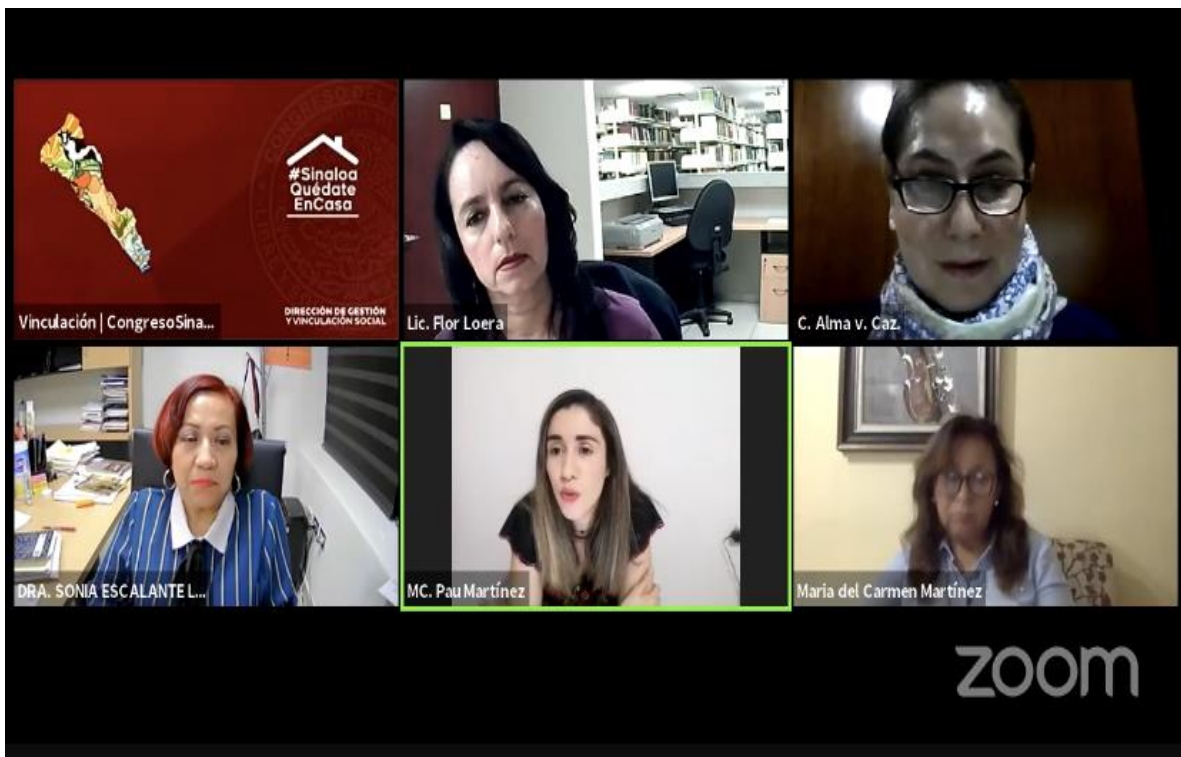 #Sinaloa
Quédate
EnCasa
DIRECCIÓN DE GESTIÓN
Y VINCULACIÓN SOCIAL
Vinculación | CongresoSina...
Lic. Flor Loera
C. Alma v. Caz.
DRA. SONIA ESCALANTE L...
MC. Pau Martínez
Maria del Carmen Martínez
zoom